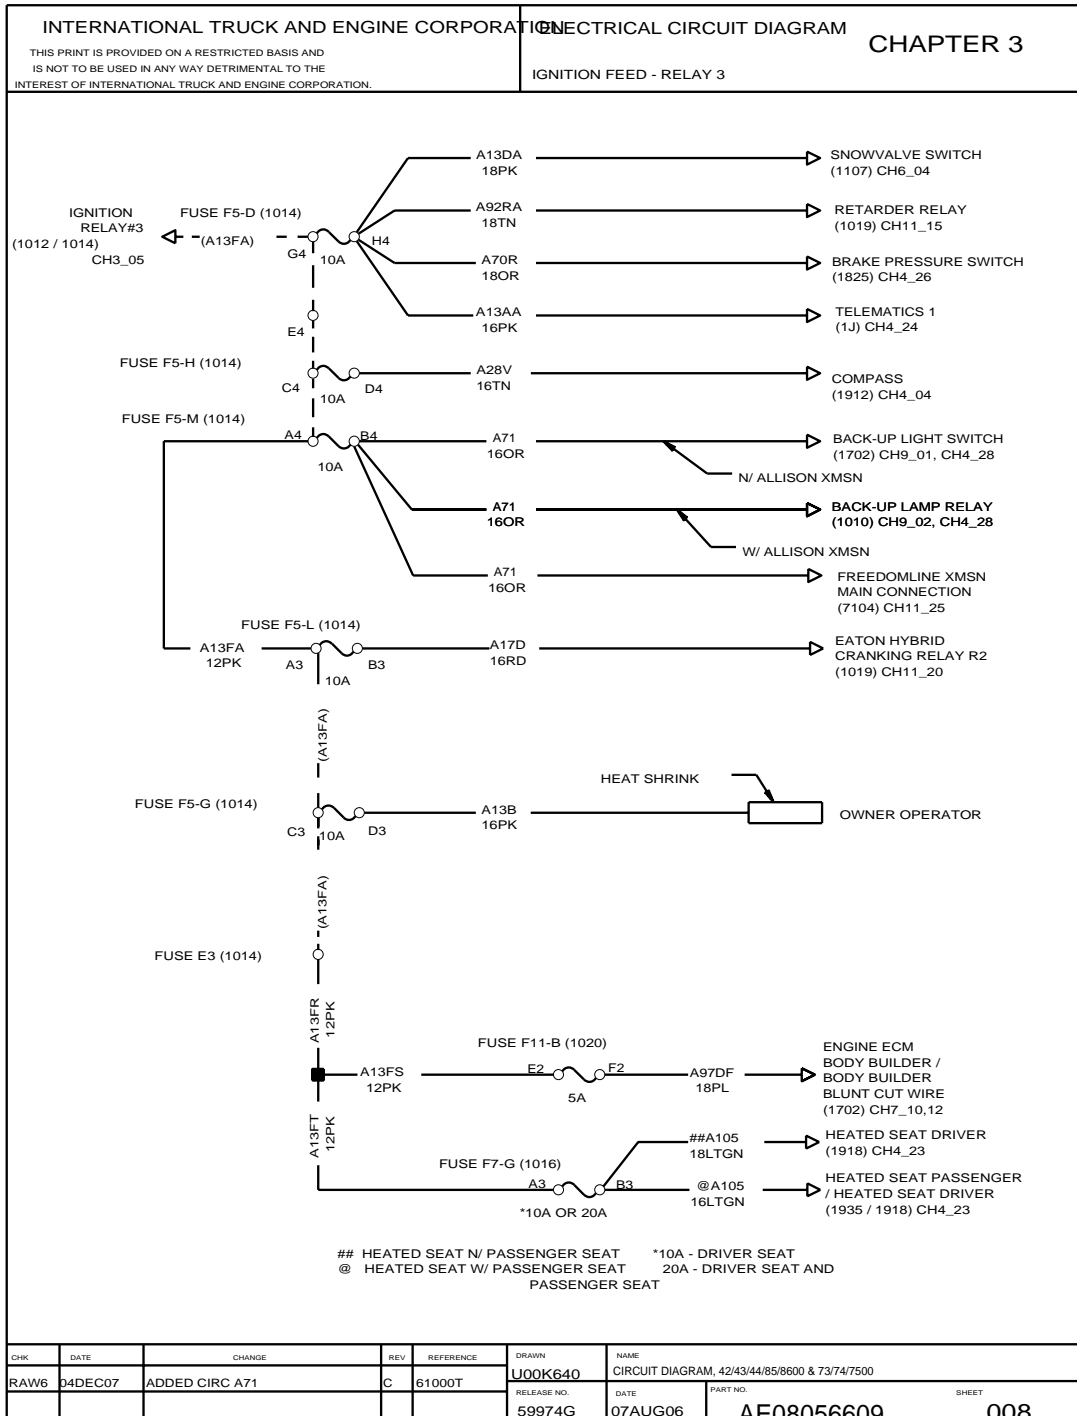 INTERNATIONAL TRUCK AND ENGINE CORPORATION
THIS PRINT IS PROVIDED ON A RESTRICTED BASIS AND
IS NOT TO BE USED IN ANY WAY DETRIMENTAL TO THE
INTEREST OF INTERNATIONAL TRUCK AND ENGINE CORPORATION.
ELECTRICAL CIRCUIT DIAGRAM
CHAPTER 3
IGNITION FEED - RELAY 3
A13DA
18PK
SNOWVALVE SWITCH
(1107) CH6_04
IGNITION
RELAY#3
(1012 / 1014)
CH3_05
(A13FA)
FUSE F5-D (1014)
G4
10A
H4
A92RA
18TN
RETARDER RELAY
(1019) CH11_15
A70R
18OR
BRAKE PRESSURE SWITCH
(1825) CH4_26
A13AA
16PK
TELEMATICS 1
(1J) CH4_24
E4
FUSE F5-H (1014)
C4
10A
D4
A28V
16TN
COMPASS
(1912) CH4_04
FUSE F5-M (1014)
A4
10A
B4
A71
16OR
BACK-UP LIGHT SWITCH
(1702) CH9_01, CH4_28
N/ ALLISON XMSN
A71
16OR
BACK-UP LAMP RELAY
(1010) CH9_02, CH4_28
W/ ALLISON XMSN
A71
16OR
FREEDOMLINE XMSN
MAIN CONNECTION
(7104) CH11_25
FUSE F5-L (1014)
A13FA
12PK
A3
10A
B3
A17D
16RD
EATON HYBRID
CRANKING RELAY R2
(1019) CH11_20
(A13FA)
HEAT SHRINK
FUSE F5-G (1014)
C3
10A
D3
A13B
16PK
OWNER OPERATOR
(A13FA)
FUSE E3 (1014)
A13FR
12PK
FUSE F11-B (1020)
A13FS
12PK
E2
5A
F2
A97DF
18PL
ENGINE ECM
BODY BUILDER /
BODY BUILDER
BLUNT CUT WIRE
(1702) CH7_10,12
A13FT
12PK
##A105
18LTGN
HEATED SEAT DRIVER
(1918) CH4_23
FUSE F7-G (1016)
A3
*10A OR 20A
B3
@A105
16LTGN
HEATED SEAT PASSENGER
/ HEATED SEAT DRIVER
(1935 / 1918) CH4_23
## HEATED SEAT N/ PASSENGER SEAT *10A - DRIVER SEAT
@ HEATED SEAT W/ PASSENGER SEAT 20A - DRIVER SEAT AND
PASSENGER SEAT
CHK DATE CHANGE REV REFERENCE
RAW6 04DEC07 ADDED CIRC A71 C 61000T
DRAWN
U00K640
NAME
CIRCUIT DIAGRAM, 42/43/44/85/8600 & 73/74/7500
RELEASE NO.
59974G
DATE
07AUG06
PART NO.
AE08056609
SHEET
008